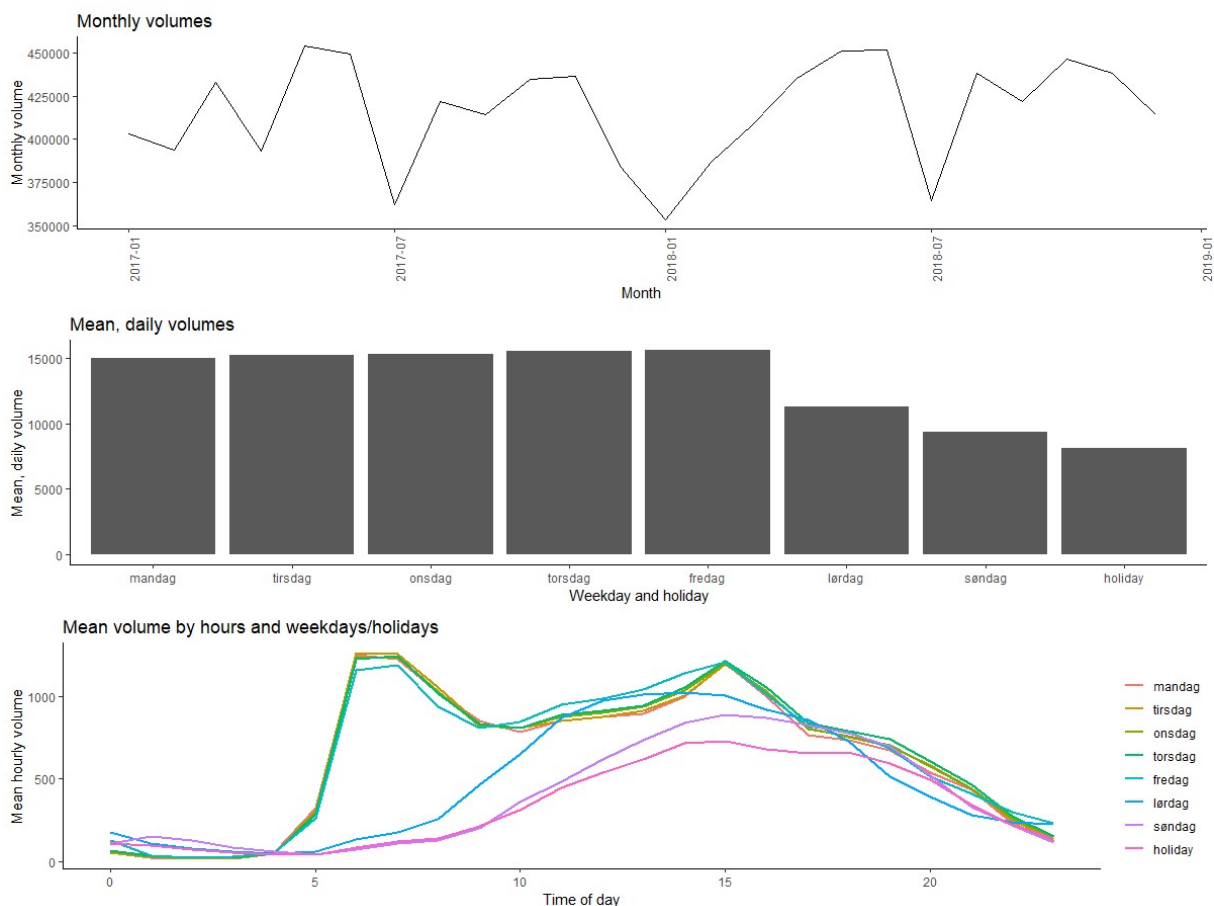 Monthly volumes
Monthly volume
450000
425000
400000
375000
350000
2017-01
2017-07
2018-01
2018-07
2019-01
Month
Mean, daily volumes
Mean, daily volume
15000
10000
5000
0
mandag
tirsdag
onsdag
torsdag
fredag
lørdag
søndag
holiday
Weekday and holiday
Mean volume by hours and weekdays/holidays
Mean hourly volume
1000
500
0
0
5
10
15
20
Time of day
mandag
tirsdag
onsdag
torsdag
fredag
lørdag
søndag
holiday